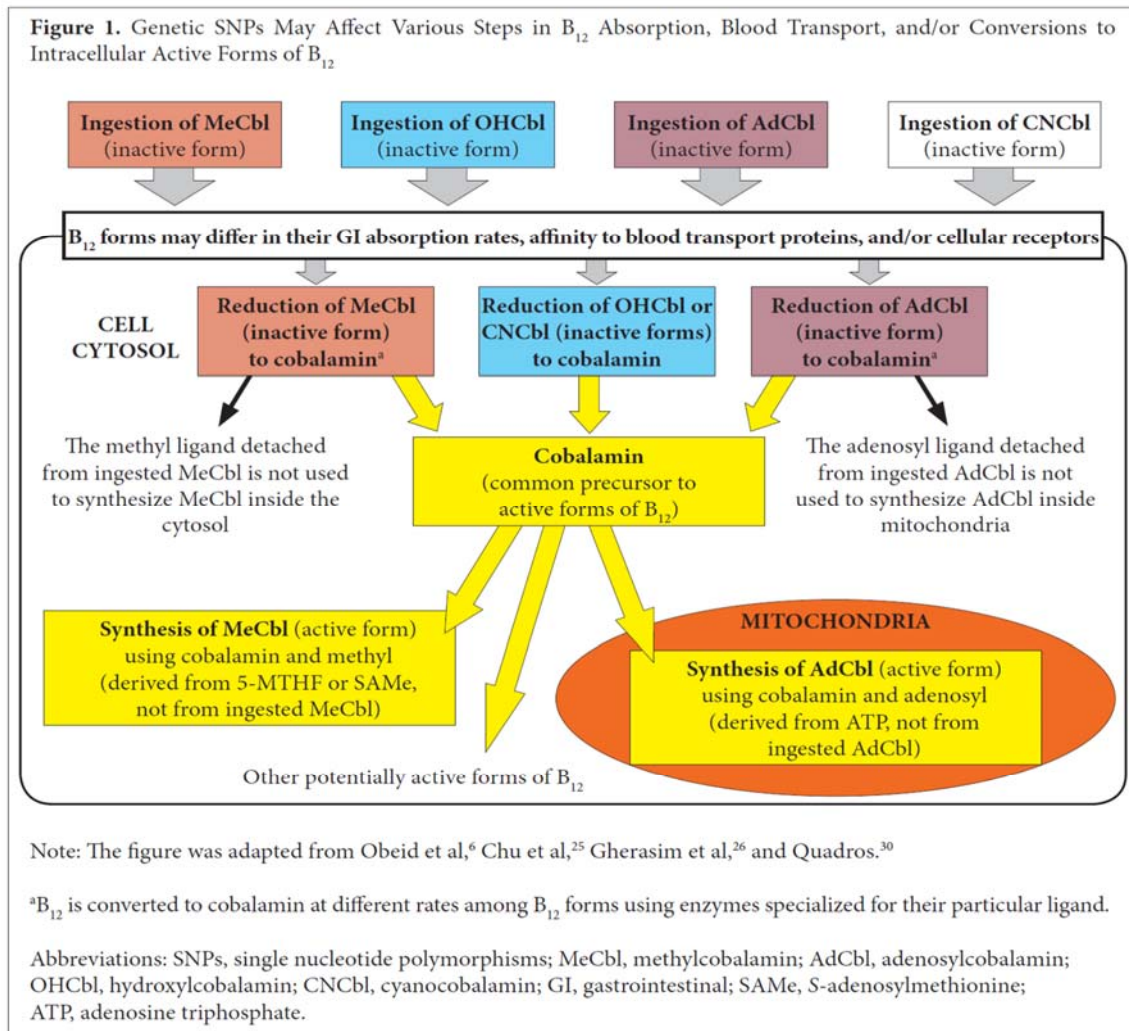 Figure 1. Genetic SNPs May Affect Various Steps in B₁₂ Absorption, Blood Transport, and/or Conversions to
Intracellular Active Forms of B₁₂
Ingestion of MeCbl
(inactive form)
Ingestion of OHCbl
(inactive form)
Ingestion of AdCbl
(inactive form)
Ingestion of CNCbl
(inactive form)
B₁₂ forms may differ in their GI absorption rates, affinity to blood transport proteins, and/or cellular receptors
CELL
CYTOSOL
Reduction of MeCbl
(inactive form)
to cobalaminᵃ
Reduction of OHCbl or
CNCbl (inactive forms)
to cobalamin
Reduction of AdCbl
(inactive form)
to cobalaminᵃ
The methyl ligand detached
from ingested MeCbl is not used
to synthesize MeCbl inside the
cytosol
Cobalamin
(common precursor to
active forms of B₁₂)
The adenosyl ligand detached
from ingested AdCbl is not
used to synthesize AdCbl inside
mitochondria
Synthesis of MeCbl (active form)
using cobalamin and methyl
(derived from 5-MTHF or SAMe,
not from ingested MeCbl)
MITOCHONDRIA
Synthesis of AdCbl (active form)
using cobalamin and adenosyl
(derived from ATP, not from
ingested AdCbl)
Other potentially active forms of B₁₂
Note: The figure was adapted from Obeid et al,⁶ Chu et al,²⁵ Gherasim et al,²⁶ and Quadros.³⁰
ᵃB₁₂ is converted to cobalamin at different rates among B₁₂ forms using enzymes specialized for their particular ligand.
Abbreviations: SNPs, single nucleotide polymorphisms; MeCbl, methylcobalamin; AdCbl, adenosylcobalamin;
OHCbl, hydroxylcobalamin; CNCbl, cyanocobalamin; GI, gastrointestinal; SAMe, S-adenosylmethionine;
ATP, adenosine triphosphate.